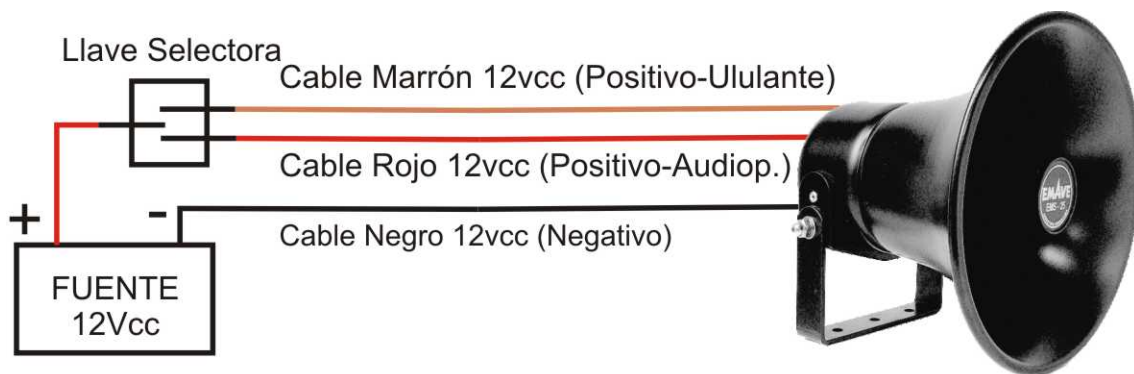 Llave Selectora
Cable Marrón 12vcc (Positivo-Ululante)
Cable Rojo 12vcc (Positivo-Audiop.)
+
-
Cable Negro 12vcc (Negativo)
FUENTE
12Vcc
EMAVE